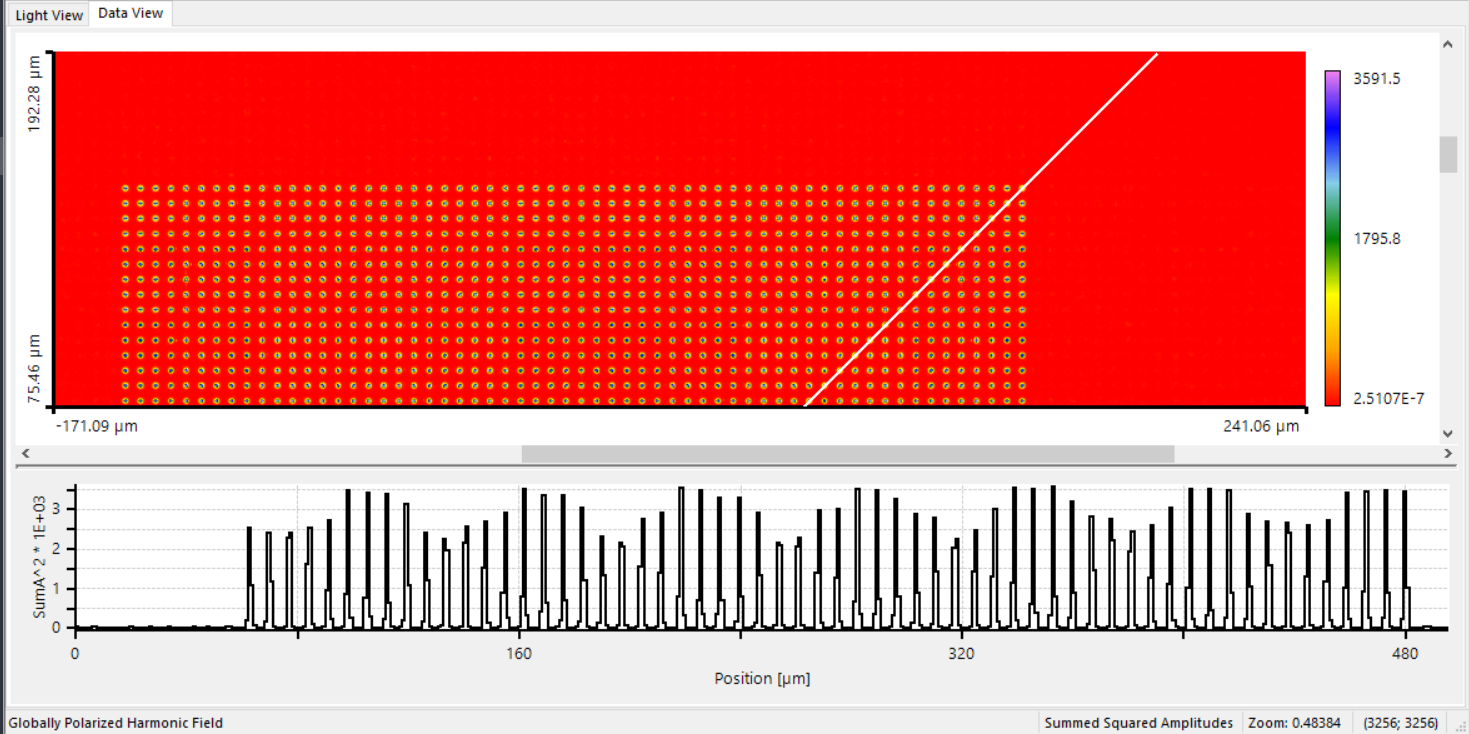 Light View Data View
192.28 µm
75.46 µm
3591.5
1795.8
2.5107E-7
-171.09 µm 241.06 µm
SumA^2 * 1E+03
3
2
1
0
0 160 320 480
Position [µm]
Globally Polarized Harmonic Field Summed Squared Amplitudes Zoom: 0.48384 (3256; 3256)